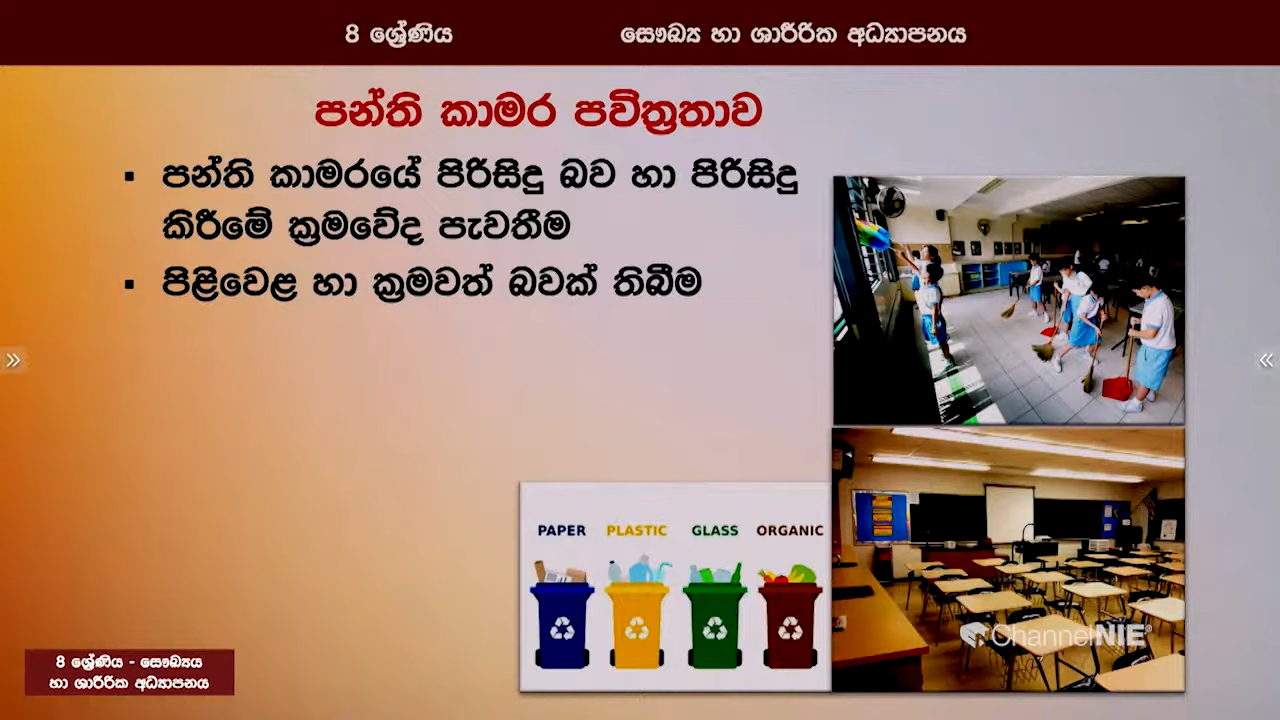 8 ශ්‍රේණිය සෞඛ්‍ය හා ශාරීරික අධ්‍යාපනය
පන්ති කාමර පවිත්‍රතාව
▪ පන්ති කාමරයේ පිරිසිදු බව හා පිරිසිදු
කිරීමේ ක්‍රමවේද පැවතීම
▪ පිළිවෙළ හා ක්‍රමවත් බවක් තිබීම
PAPER PLASTIC GLASS ORGANIC
ChannelNIE
8 ශ්‍රේණිය - සෞඛ්‍යය
හා ශාරීරික අධ්‍යාපනය